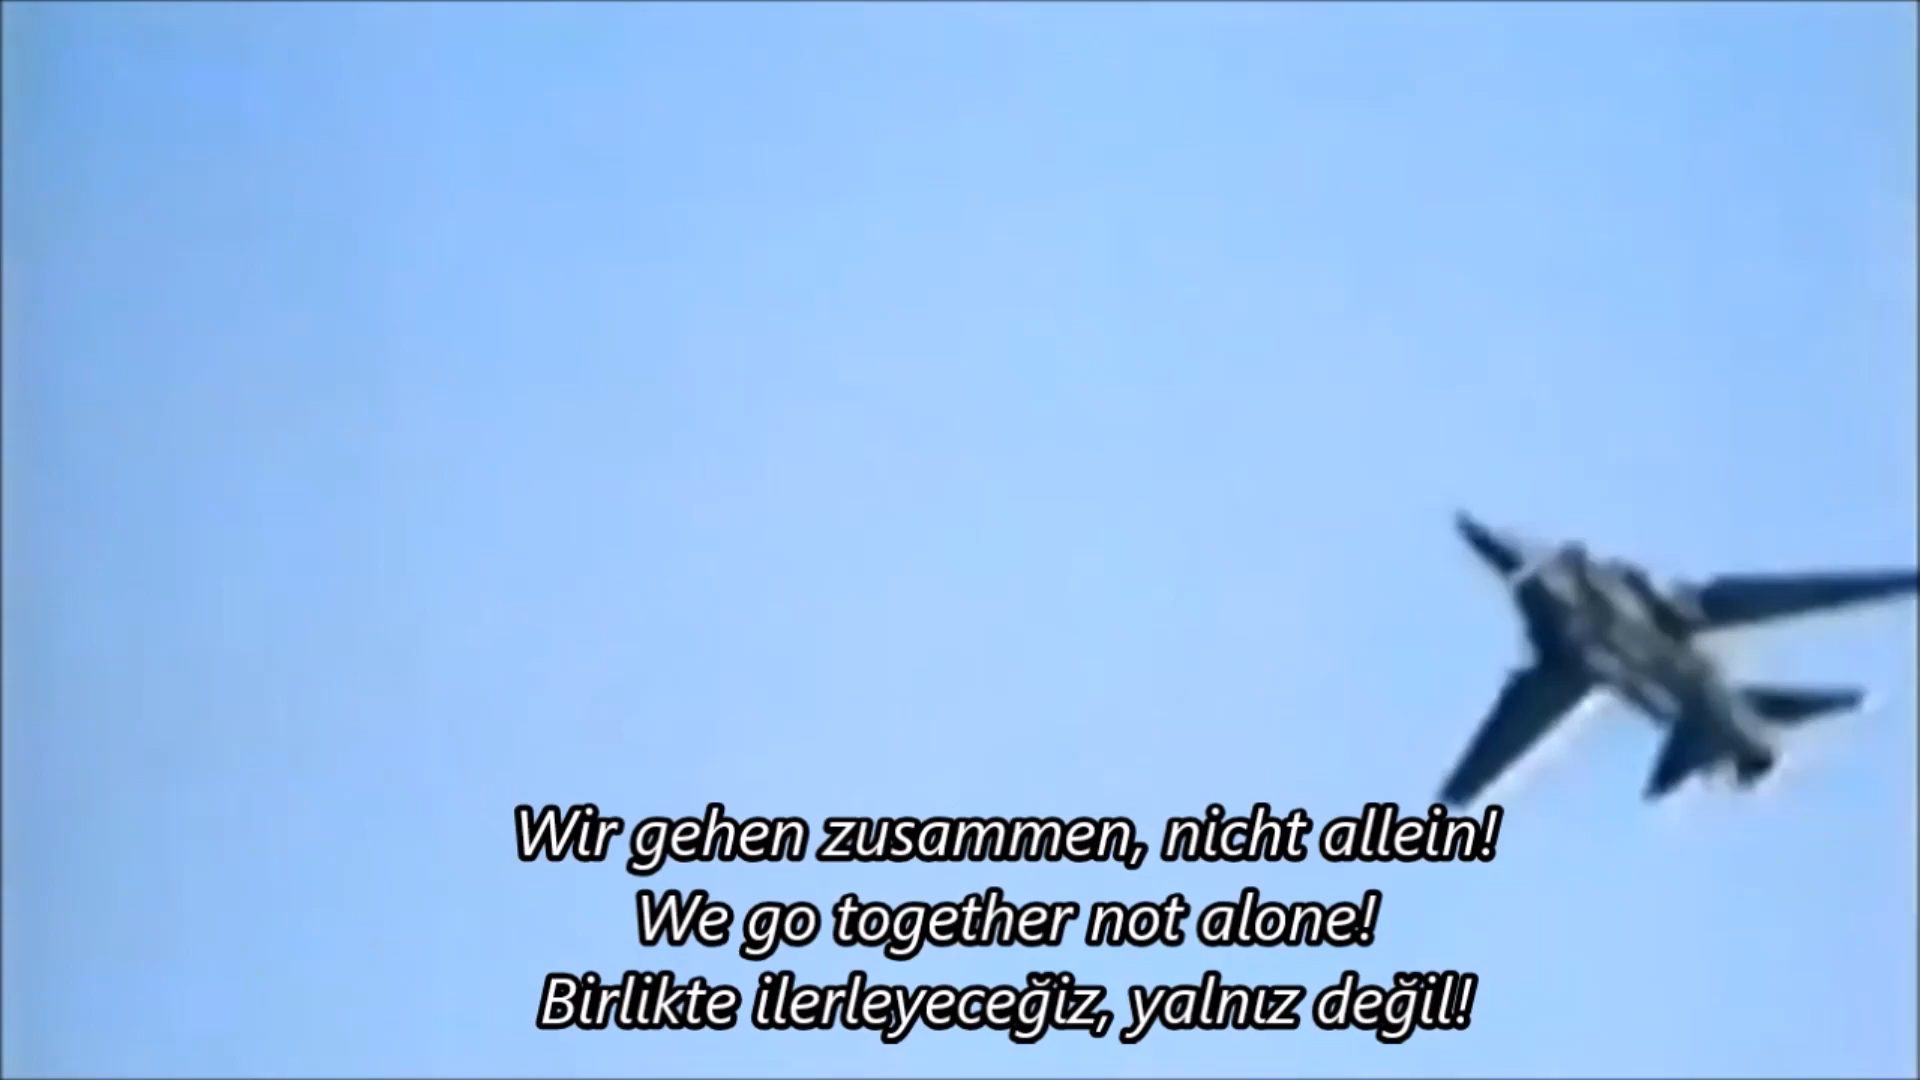 Wir gehen zusammen, nicht allein!
We go together not alone!
Birlikte ilerleyeceğiz, yalnız değil!